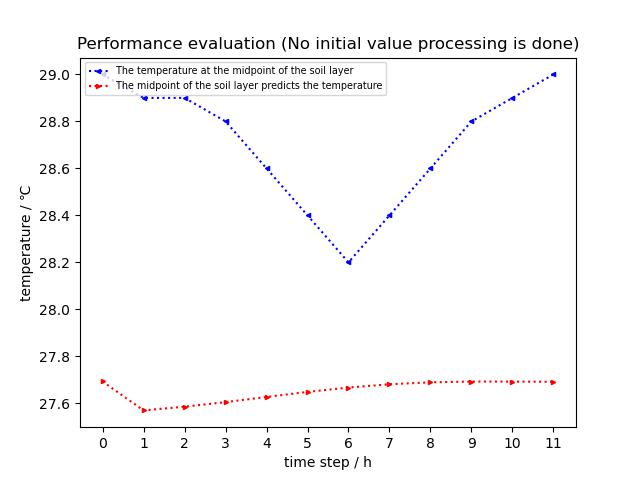 Performance evaluation (No initial value processing is done)
The temperature at the midpoint of the soil layer
The midpoint of the soil layer predicts the temperature
29.0
28.8
28.6
28.4
28.2
28.0
27.8
27.6
temperature / ℃
0 1 2 3 4 5 6 7 8 9 10 11
time step / h